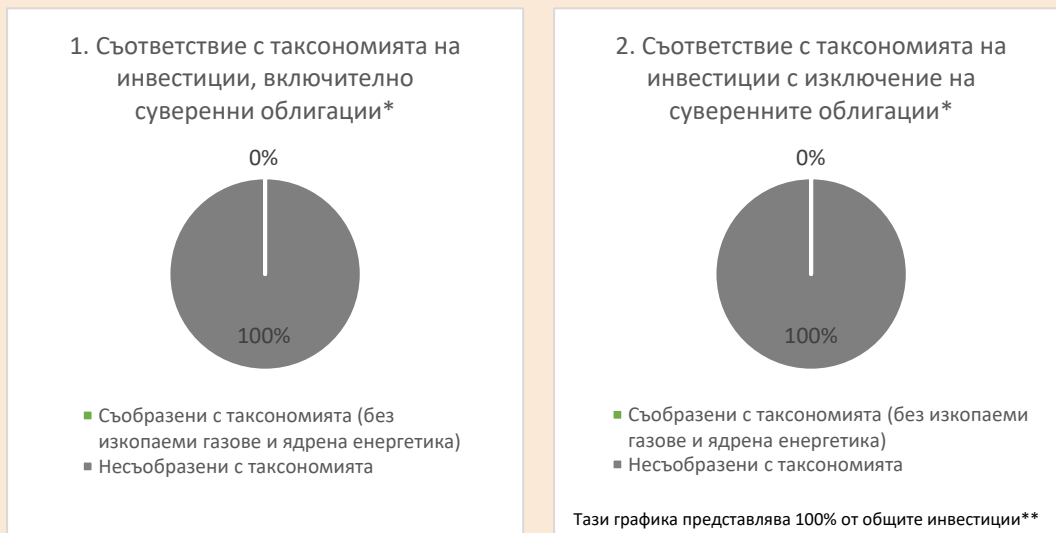 1. Съответствие с таксономията на
инвестиции, включително
суверенни облигации*
0%
100%
Съобразени с таксономията (без
изкопаеми газове и ядрена енергетика)
Несъобразени с таксономията
2. Съответствие с таксономията на
инвестиции с изключение на
суверенните облигации*
0%
100%
Съобразени с таксономията (без изкопаеми
газове и ядрена енергетика)
Несъобразени с таксономията
Тази графика представлява 100% от общите инвестиции**